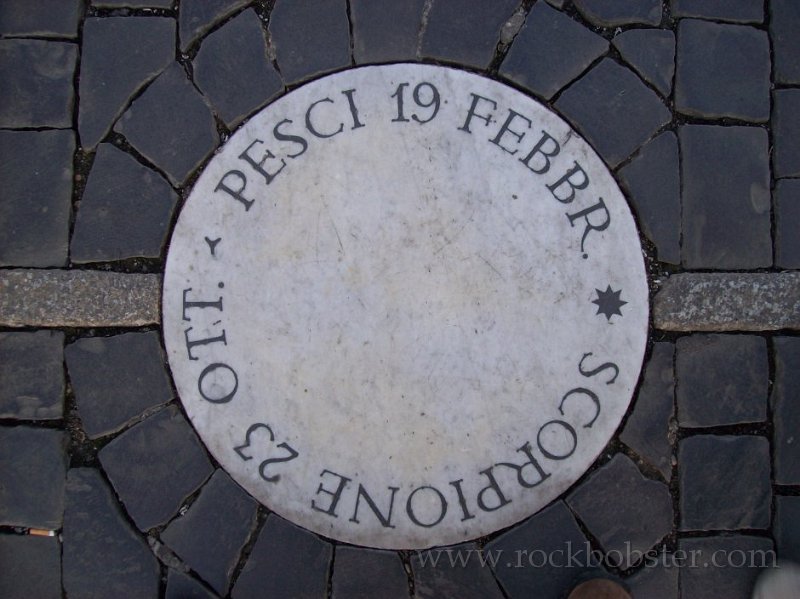 PESCI 19 FEBBR.
SCORPIONE 23 OTT.
www.rockbobster.com